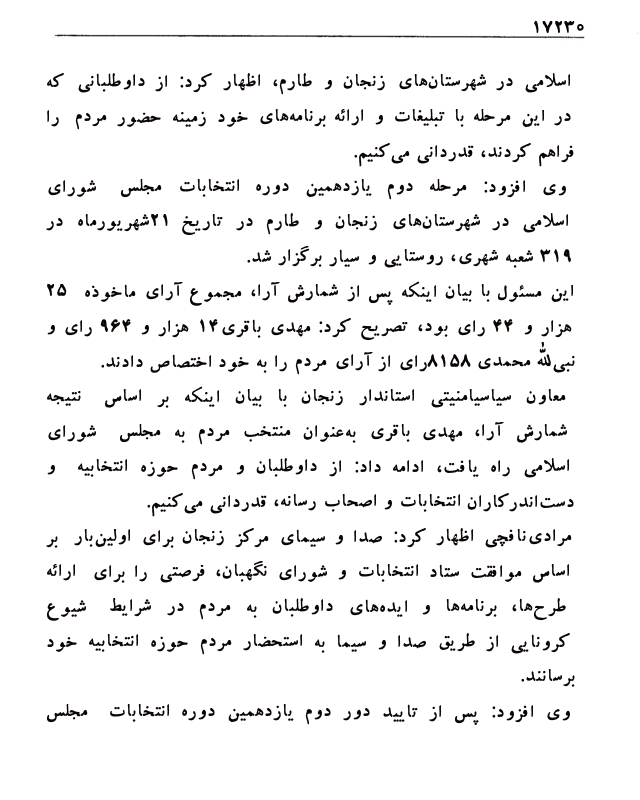 ۱۷۲۳۰
اسلامی در شهرستان‌های زنجان و طارم، اظهار کرد: از داوطلبانی که
در این مرحله با تبلیغات و ارائه برنامه‌های خود زمینه حضور مردم را
فراهم کردند، قدردانی می‌کنیم.
وی افزود: مرحله دوم یازدهمین دوره انتخابات مجلس شورای
اسلامی در شهرستان‌های زنجان و طارم در تاریخ ۲۱شهریورماه در
۳۱۹ شعبه شهری، روستایی و سیار برگزار شد.
این مسئول با بیان اینکه پس از شمارش آرا، مجموع آرای ماخوذه ۲۵
هزار و ۴۴ رای بود، تصریح کرد: مهدی باقری۱۴ هزار و ۹۶۴ رای و
نبی‌الله محمدی ۸۱۵۸رای از آرای مردم را به خود اختصاص دادند.
معاون سیاسیامنیتی استاندار زنجان با بیان اینکه بر اساس نتیجه
شمارش آرا، مهدی باقری به‌عنوان منتخب مردم به مجلس شورای
اسلامی راه یافت، ادامه داد: از داوطلبان و مردم حوزه انتخابیه و
دست‌اندرکاران انتخابات و اصحاب رسانه، قدردانی می‌کنیم.
مرادی‌نافچی اظهار کرد: صدا و سیمای مرکز زنجان برای اولین‌بار بر
اساس موافقت ستاد انتخابات و شورای نگهبان، فرصتی را برای ارائه
طرح‌ها، برنامه‌ها و ایده‌های داوطلبان به مردم در شرایط شیوع
کرونایی از طریق صدا و سیما به استحضار مردم حوزه انتخابیه خود
برسانند.
وی افزود: پس از تایید دور دوم یازدهمین دوره انتخابات مجلس